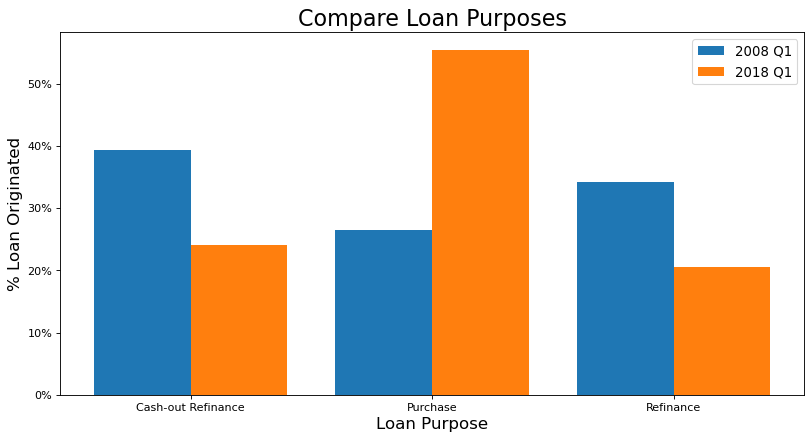 Compare Loan Purposes
2008 Q1
2018 Q1
% Loan Originated
50%
40%
30%
20%
10%
0%
Cash-out Refinance
Purchase
Refinance
Loan Purpose